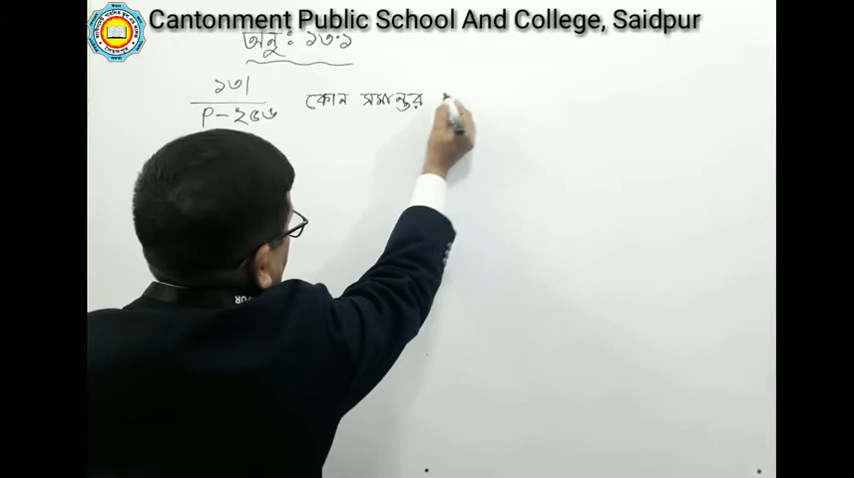 Cantonment Public School And College, Saidpur
অনুঃ ১৩.১
১৩।
P-২৫৬ কোন সমান্তর